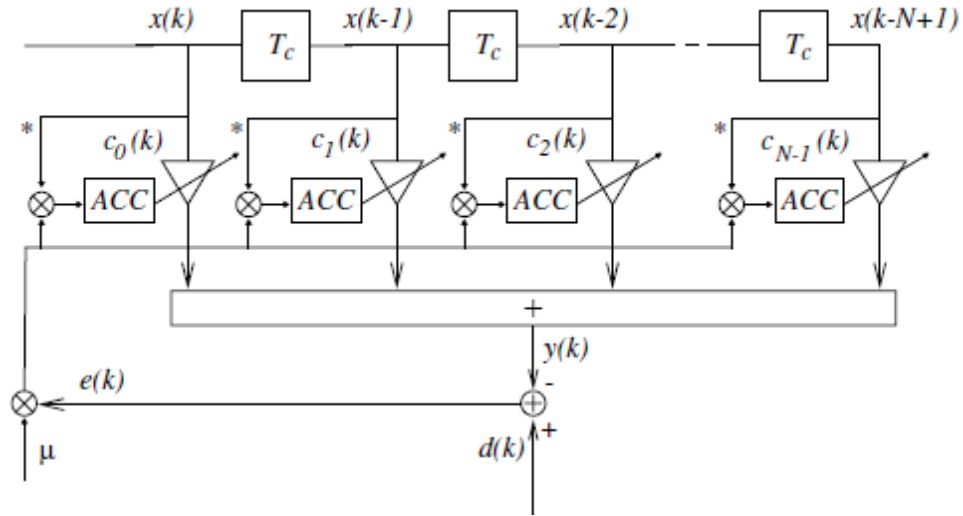 x(k) x(k-1) x(k-2) x(k-N+1)
T_c T_c T_c
* * * *
c_0(k) c_1(k) c_2(k) c_{N-1}(k)
ACC ACC ACC ACC
+
y(k)
e(k) -
+
μ d(k) +